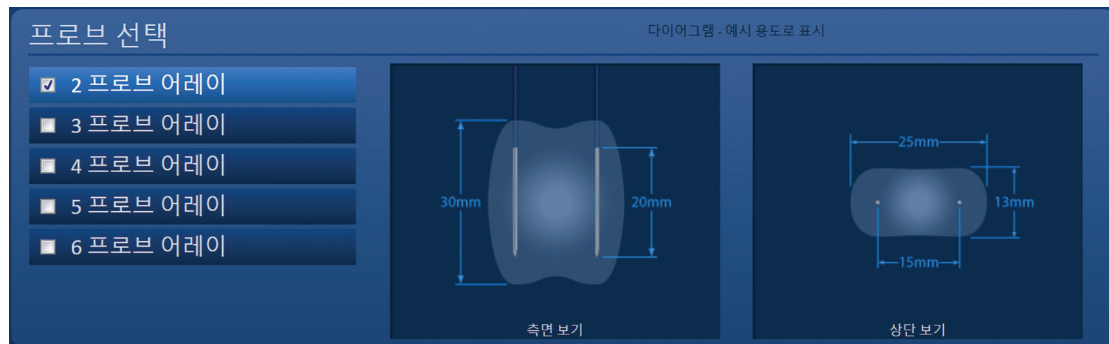 프로브 선택
다이어그램 - 예시 용도로 표시
2 프로브 어레이
3 프로브 어레이
4 프로브 어레이
5 프로브 어레이
6 프로브 어레이
30mm
20mm
측면 보기
25mm
13mm
15mm
상단 보기